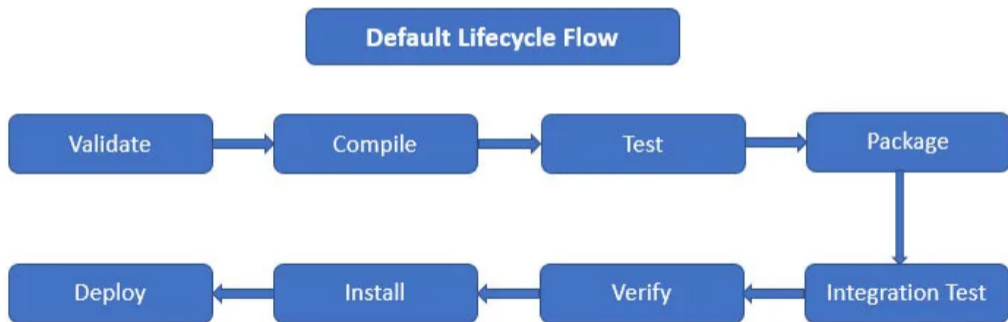 Default Lifecycle Flow
Validate
Compile
Test
Package
Integration Test
Verify
Install
Deploy